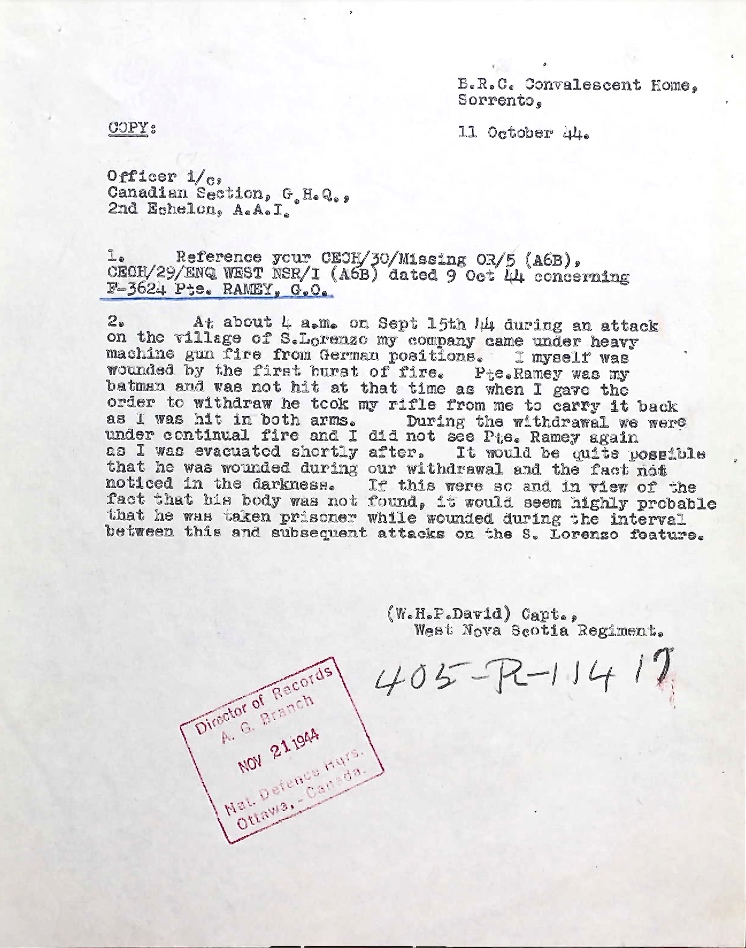 B.R.C. Convalescent Home,
Sorrento,
COPY:
11 October 44.
Officer i/c,
Canadian Section, G.H.Q.,
2nd Echelon, A.A.I.
1. Reference your CECH/30/Missing OR/5 (A6B),
CECH/29/ENQ WEST NSR/I (A6B) dated 9 Oct 44 concerning
F-3624 Pte. RAMEY, G.O.
2. At about 4 a.m. on Sept 15th 44 during an attack
on the village of S.Lorenzo my company came under heavy
machine gun fire from German positions. I myself was
wounded by the first burst of fire. Pte.Ramey was my
batman and was not hit at that time as when I gave the
order to withdraw he took my rifle from me to carry it back
as I was hit in both arms. During the withdrawal we were
under continual fire and I did not see Pte. Ramey again
as I was evacuated shortly after. It would be quite possible
that he was wounded during our withdrawal and the fact not
noticed in the darkness. If this were so and in view of the
fact that his body was not found, it would seem highly probable
that he was taken prisoner while wounded during the interval
between this and subsequent attacks on the S. Lorenzo feature.
(W.H.P.David) Capt.,
West Nova Scotia Regiment.
405-R-11417
Director of Records
A. G. Branch
NOV 21 1944
Nat. Defence Hqrs.
Ottawa, - Canada.